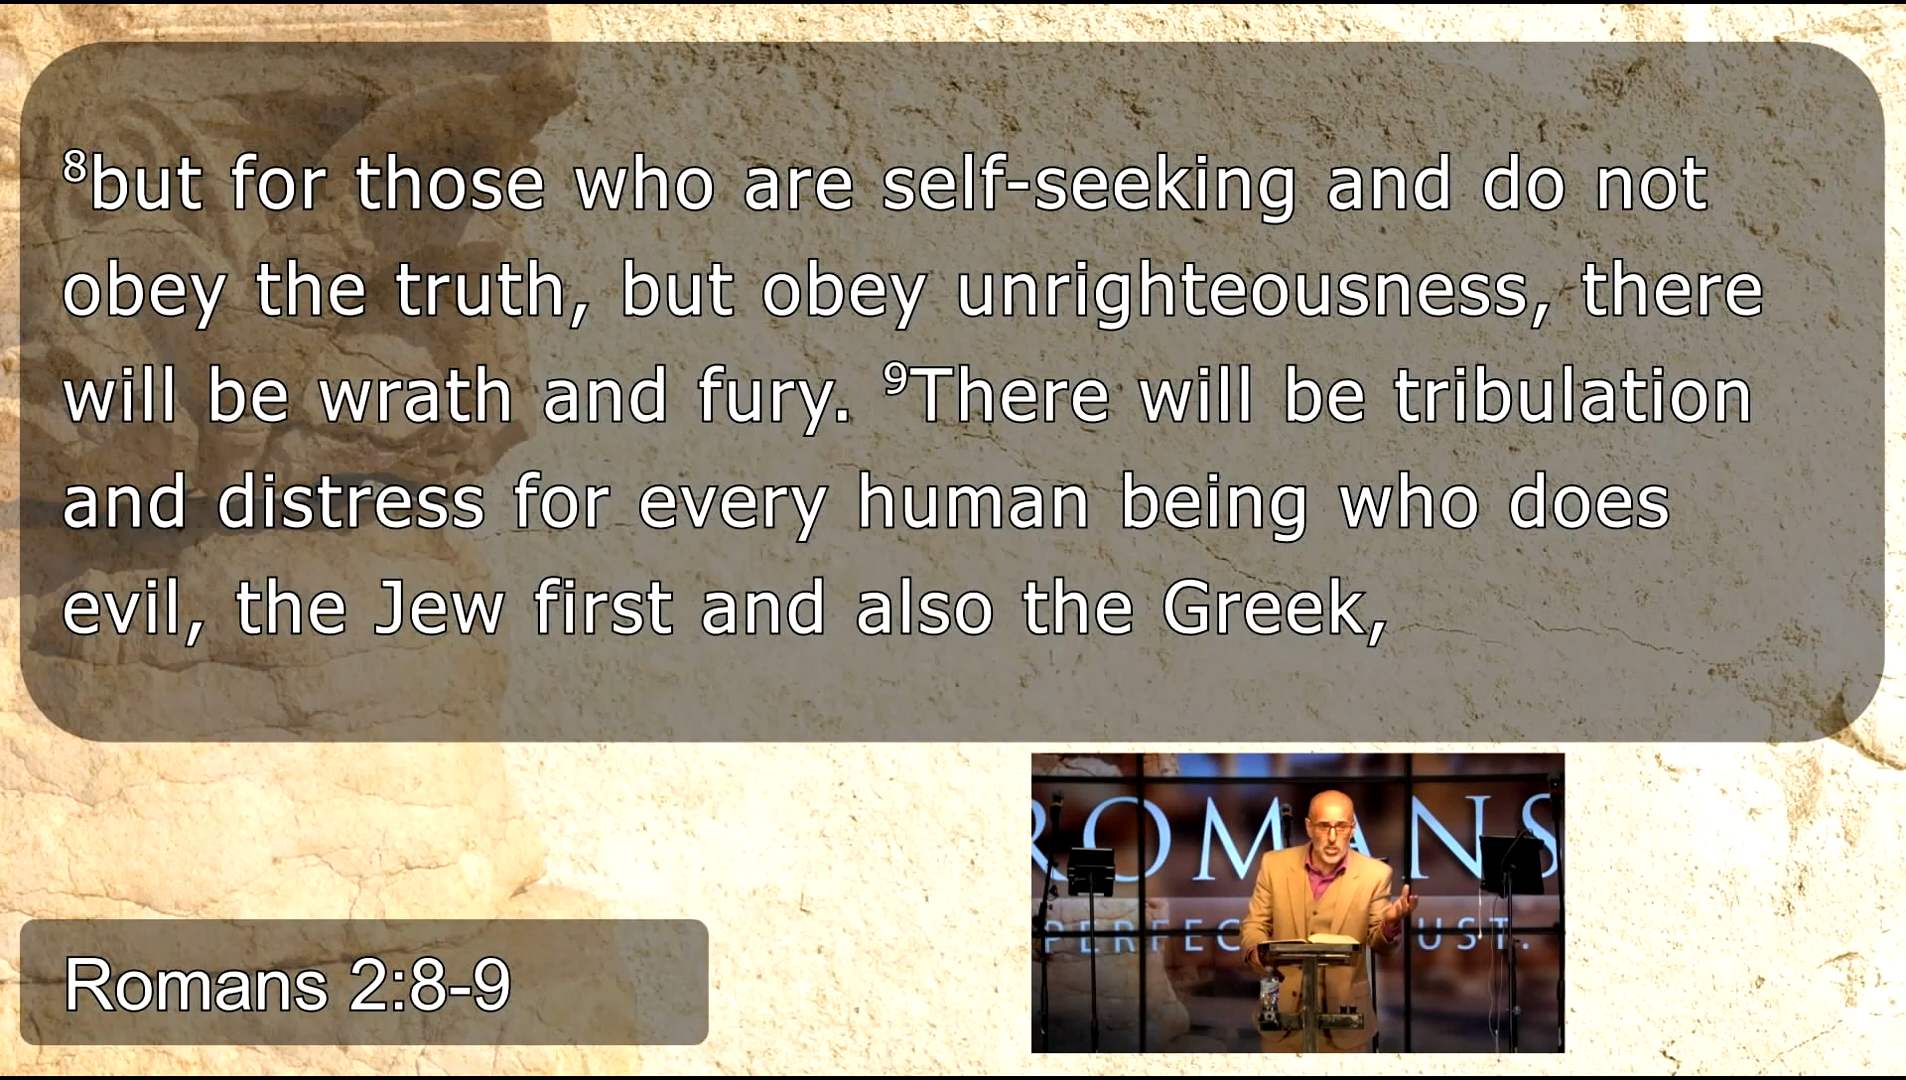 ⁸but for those who are self-seeking and do not
obey the truth, but obey unrighteousness, there
will be wrath and fury. ⁹There will be tribulation
and distress for every human being who does
evil, the Jew first and also the Greek,
ROMANS
Romans 2:8-9